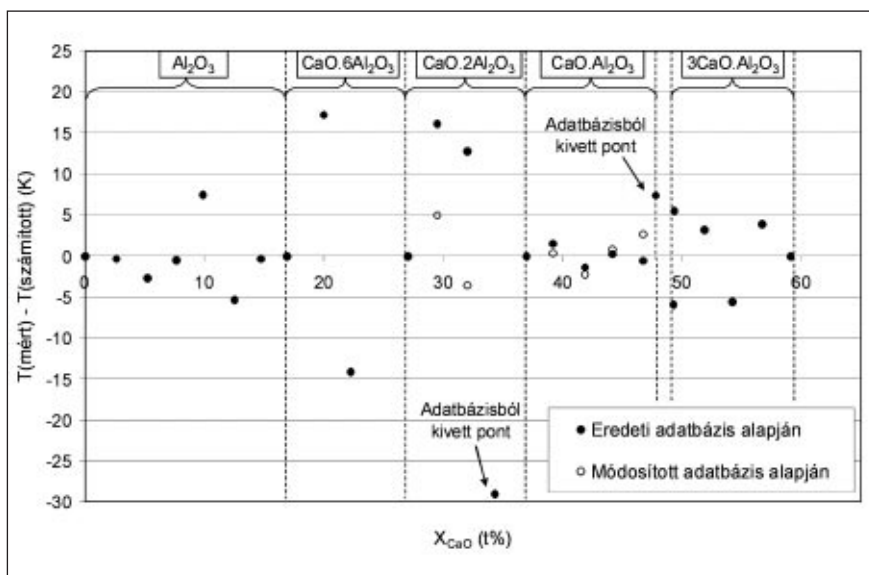 Al₂O₃ CaO.6Al₂O₃ CaO.2Al₂O₃ CaO.Al₂O₃ 3CaO.Al₂O₃
25
20
15
10
5
0
-5
-10
-15
-20
-25
-30
T(mért) - T(számított) (K)
0 10 20 30 40 50 60
Adatbázisból
kivett pont
Adatbázisból
kivett pont
Eredeti adatbázis alapján
Módosított adatbázis alapján
X_CaO (t%)